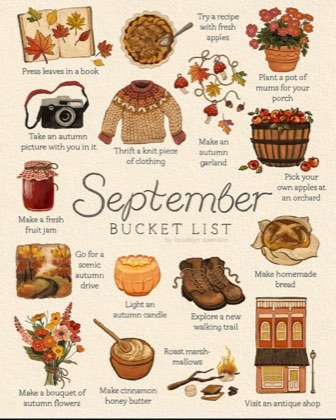 Try a recipe
with fresh
apples
Press leaves in a book
Plant a pot of
mums for your
porch
Take an autumn
picture with you in it
Thrift a knit piece
of clothing
Make an
autumn
garland
Pick your
own apples at
an orchard
Make a fresh
fruit jam
September
BUCKET LIST
Go for a
scenic
autumn
drive
Light an
autumn candle
Explore a new
walking trail
Make homemade
bread
Make a bouquet of
autumn flowers
Make cinnamon
honey butter
Roast marsh-
mallows
Visit an antique shop